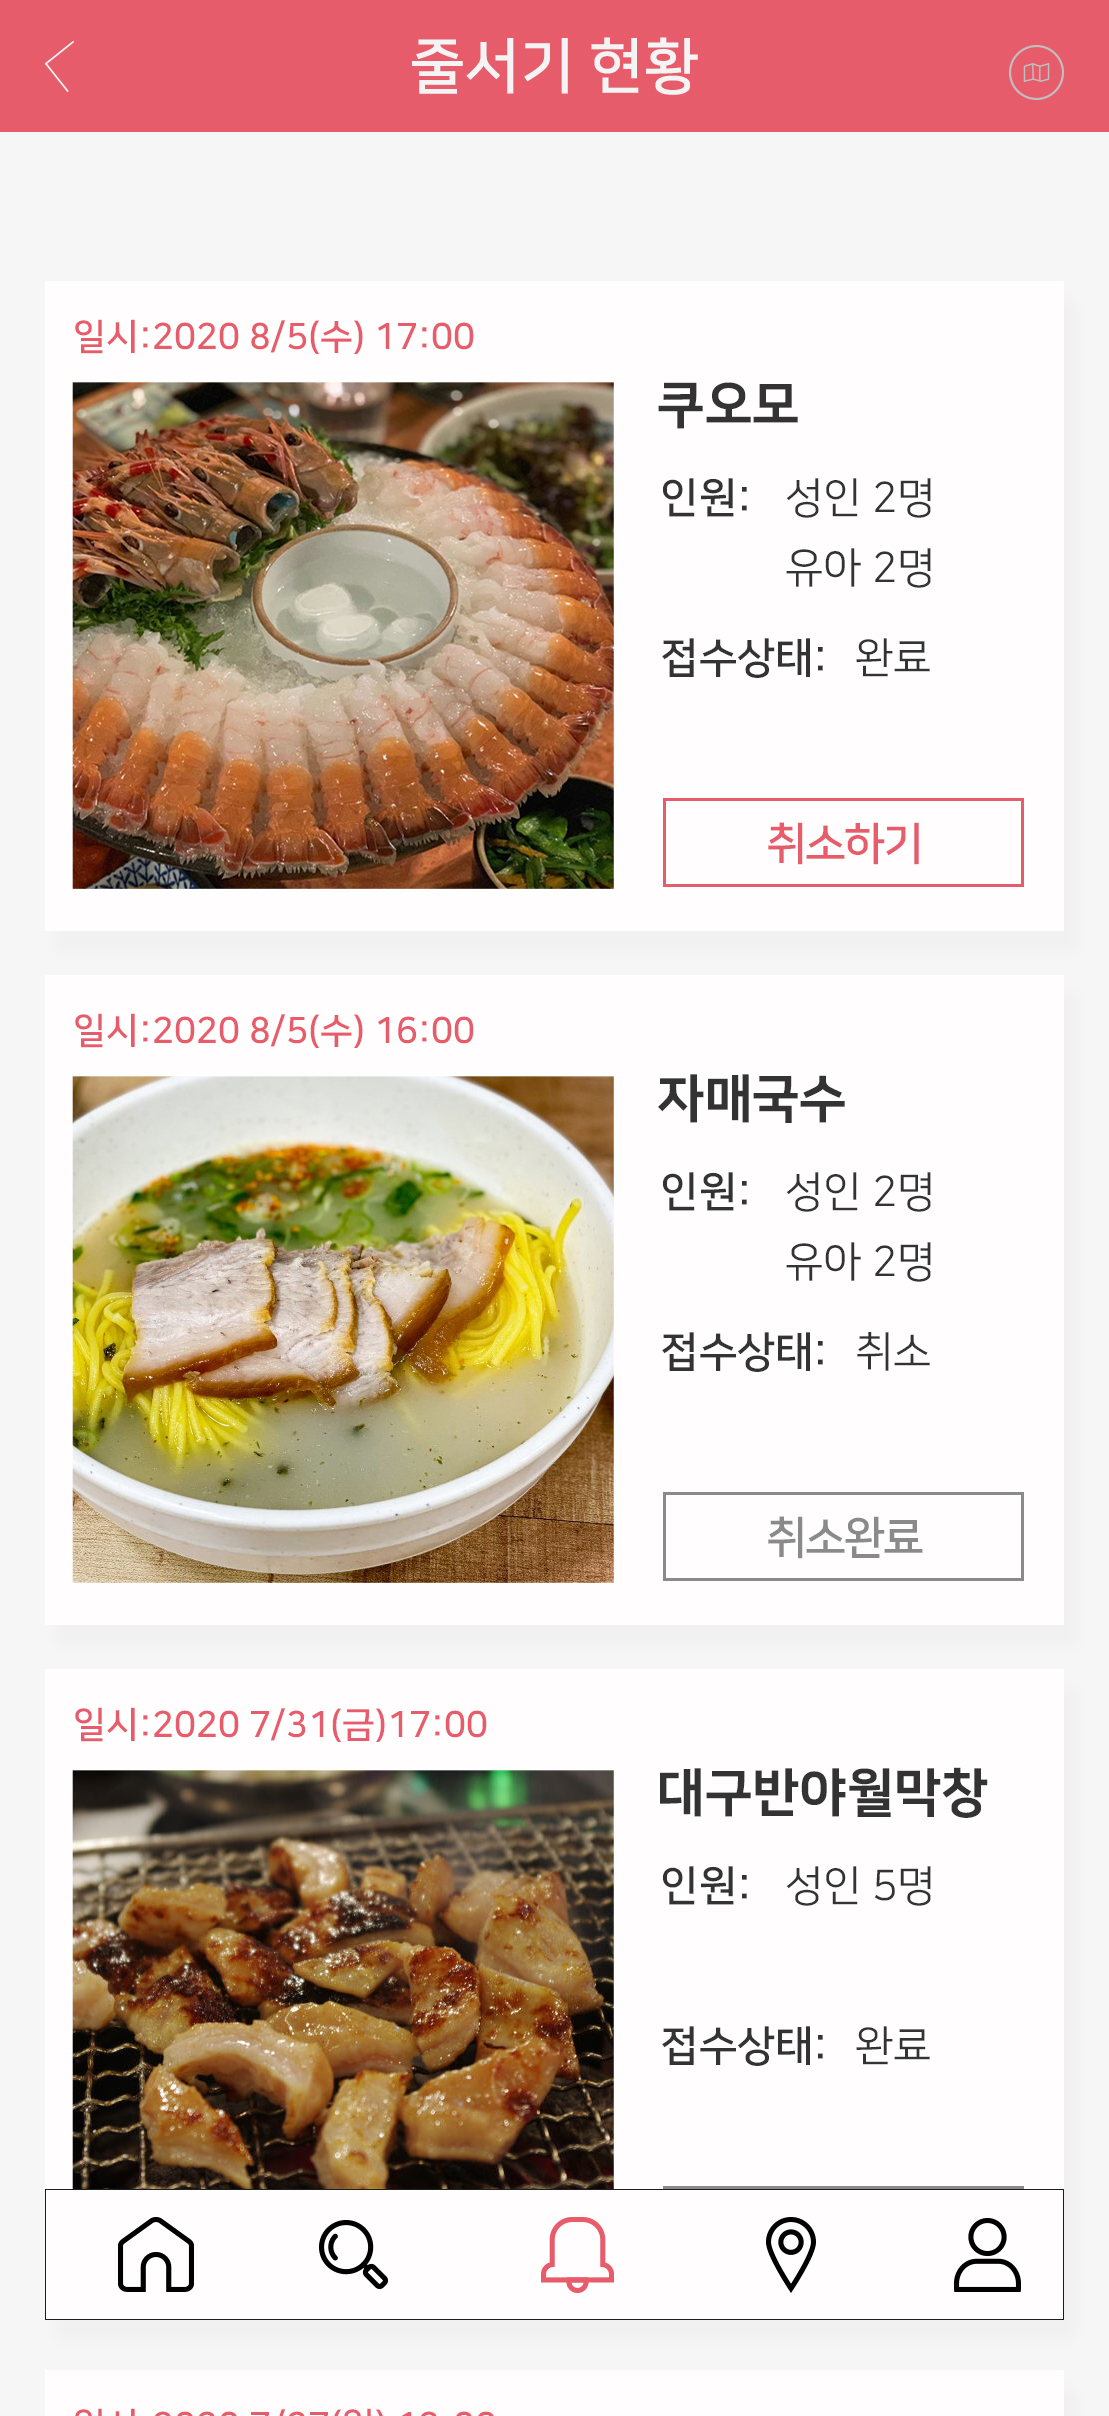 줄서기 현황
일시:2020 8/5(수) 17:00
쿠오모
인원: 성인 2명
유아 2명
접수상태: 완료
취소하기
일시:2020 8/5(수) 16:00
자매국수
인원: 성인 2명
유아 2명
접수상태: 취소
취소완료
일시:2020 7/31(금)17:00
대구반야월막창
인원: 성인 5명
접수상태: 완료